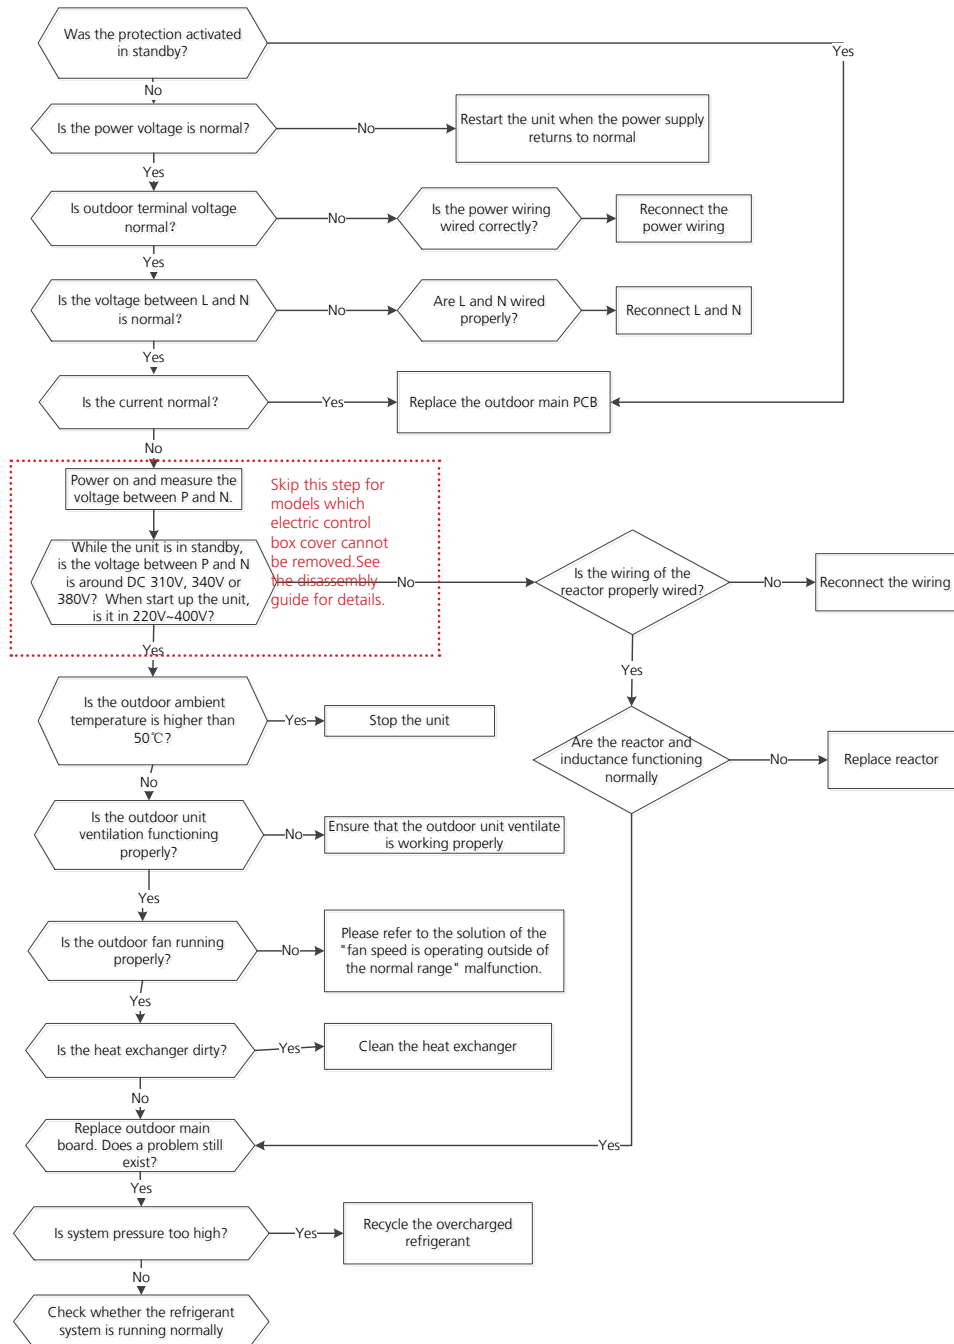 Was the protection activated
in standby?
Yes
No
Is the power voltage is normal?
No
Restart the unit when the power supply
returns to normal
Yes
Is outdoor terminal voltage
normal?
No
Is the power wiring
wired correctly?
Reconnect the
power wiring
Yes
Is the voltage between L and N
is normal?
No
Are L and N wired
properly?
Reconnect L and N
Yes
Is the current normal?
Yes
Replace the outdoor main PCB
No
Power on and measure the
voltage between P and N.
Skip this step for
models which
electric control
box cover cannot
be removed.See
the disassembly
guide for details.
While the unit is in standby,
is the voltage between P and N
is around DC 310V, 340V or
380V? When start up the unit,
is it in 220V~400V?
No
Is the wiring of the
reactor properly wired?
No
Reconnect the wiring
Yes
Yes
Is the outdoor ambient
temperature is higher than
50℃?
Yes
Stop the unit
Are the reactor and
inductance functioning
normally
No
Replace reactor
No
Is the outdoor unit
ventilation functioning
properly?
No
Ensure that the outdoor unit ventilate
is working properly
Yes
Is the outdoor fan running
properly?
No
Please refer to the solution of the
"fan speed is operating outside of
the normal range" malfunction.
Yes
Is the heat exchanger dirty?
Yes
Clean the heat exchanger
No
Replace outdoor main
board. Does a problem still
exist?
Yes
Yes
Is system pressure too high?
Yes
Recycle the overcharged
refrigerant
No
Check whether the refrigerant
system is running normally